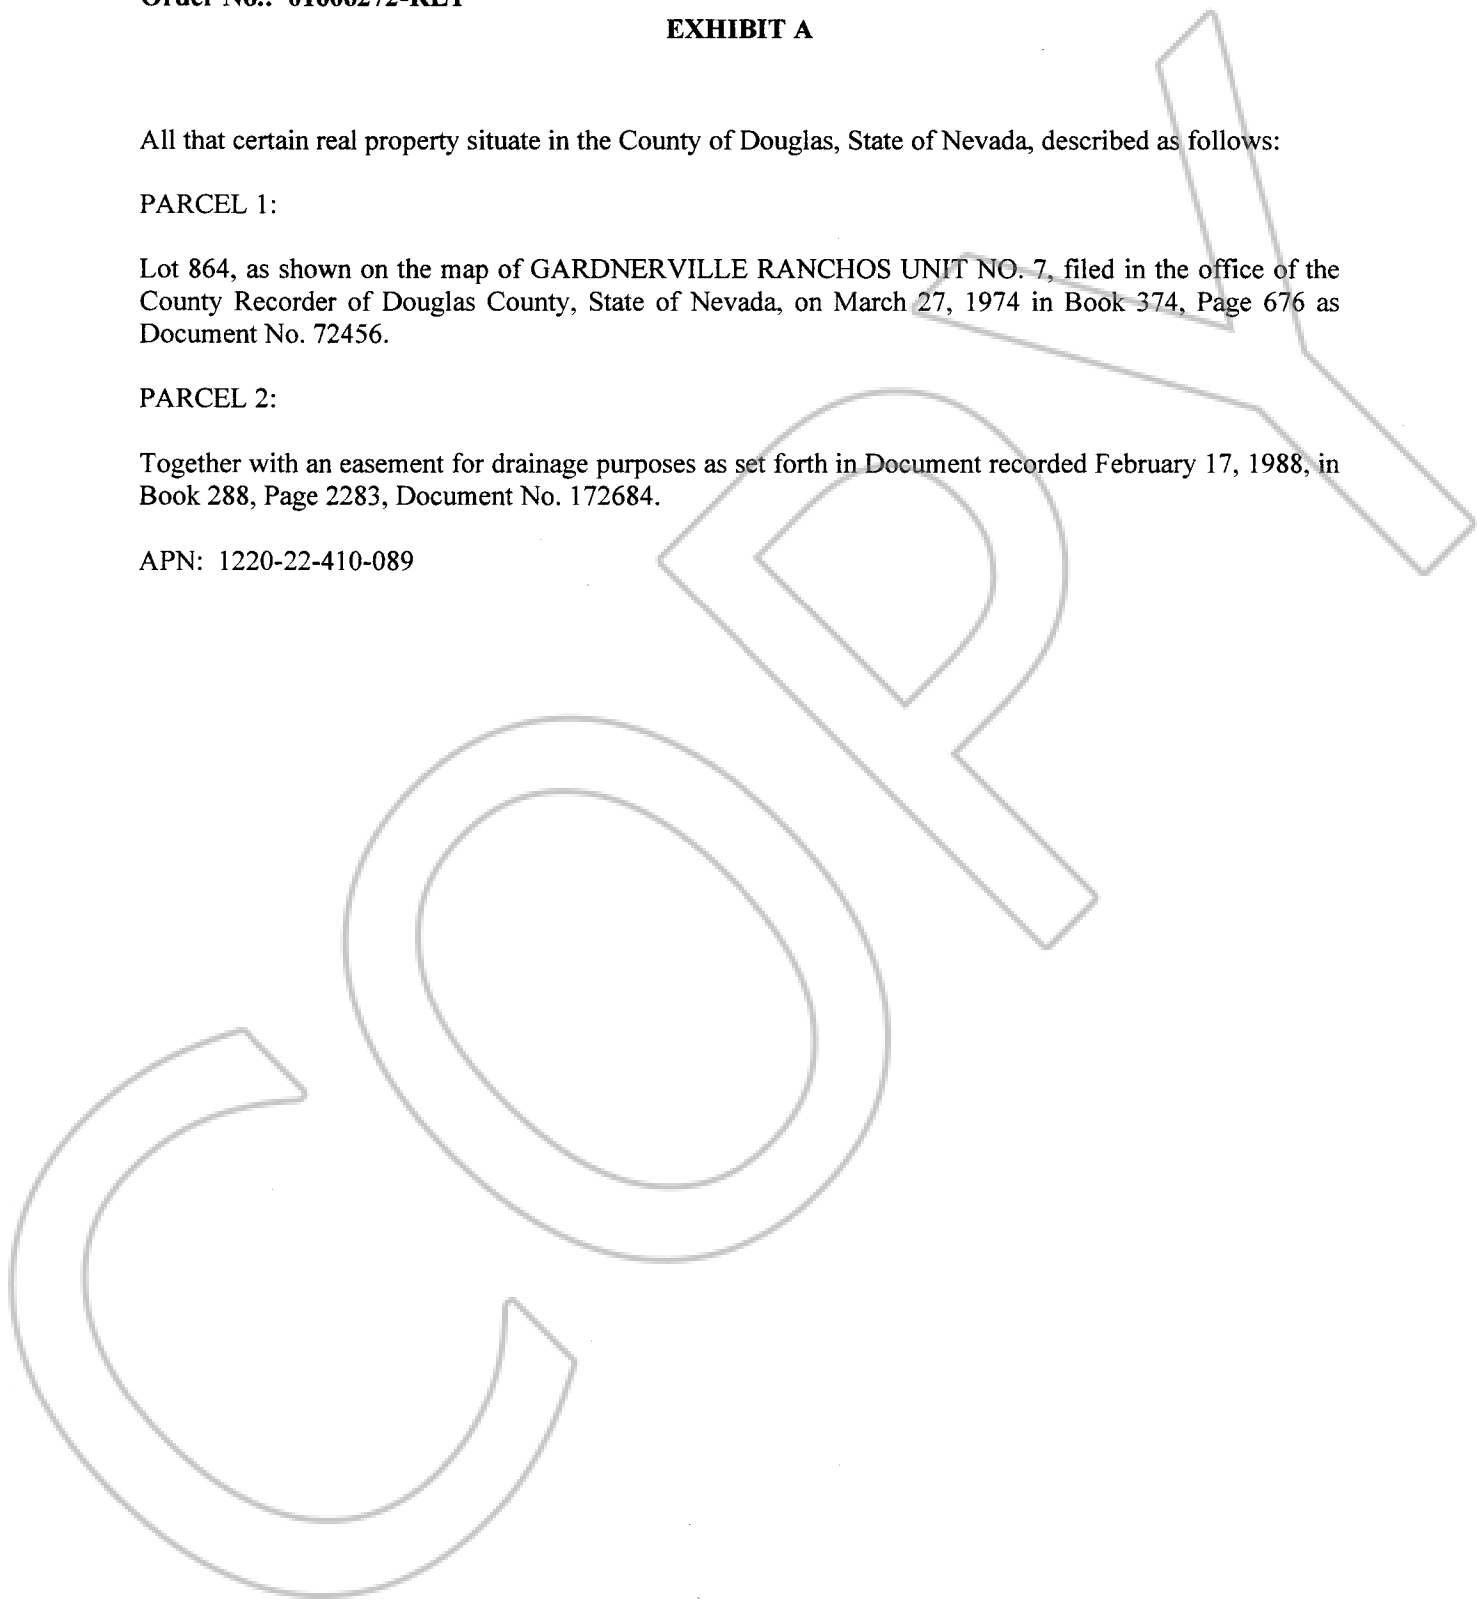 EXHIBIT A
All that certain real property situate in the County of Douglas, State of Nevada, described as follows:
PARCEL 1:
Lot 864, as shown on the map of GARDNERVILLE RANCHOS UNIT NO. 7, filed in the office of the
County Recorder of Douglas County, State of Nevada, on March 27, 1974 in Book 374, Page 676 as
Document No. 72456.
PARCEL 2:
Together with an easement for drainage purposes as set forth in Document recorded February 17, 1988, in
Book 288, Page 2283, Document No. 172684.
APN: 1220-22-410-089
COPY